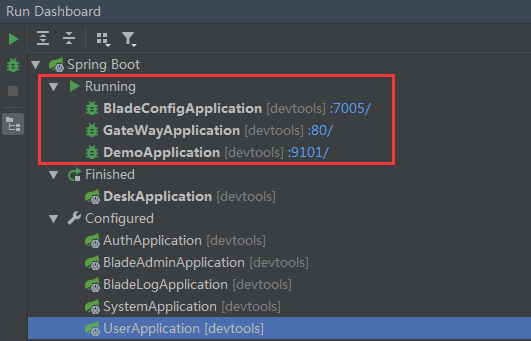 Run Dashboard
Spring Boot
Running
BladeConfigApplication [devtools] :7005/
GateWayApplication [devtools] :80/
DemoApplication [devtools] :9101/
Finished
DeskApplication [devtools]
Configured
AuthApplication [devtools]
BladeAdminApplication [devtools]
BladeLogApplication [devtools]
SystemApplication [devtools]
UserApplication [devtools]